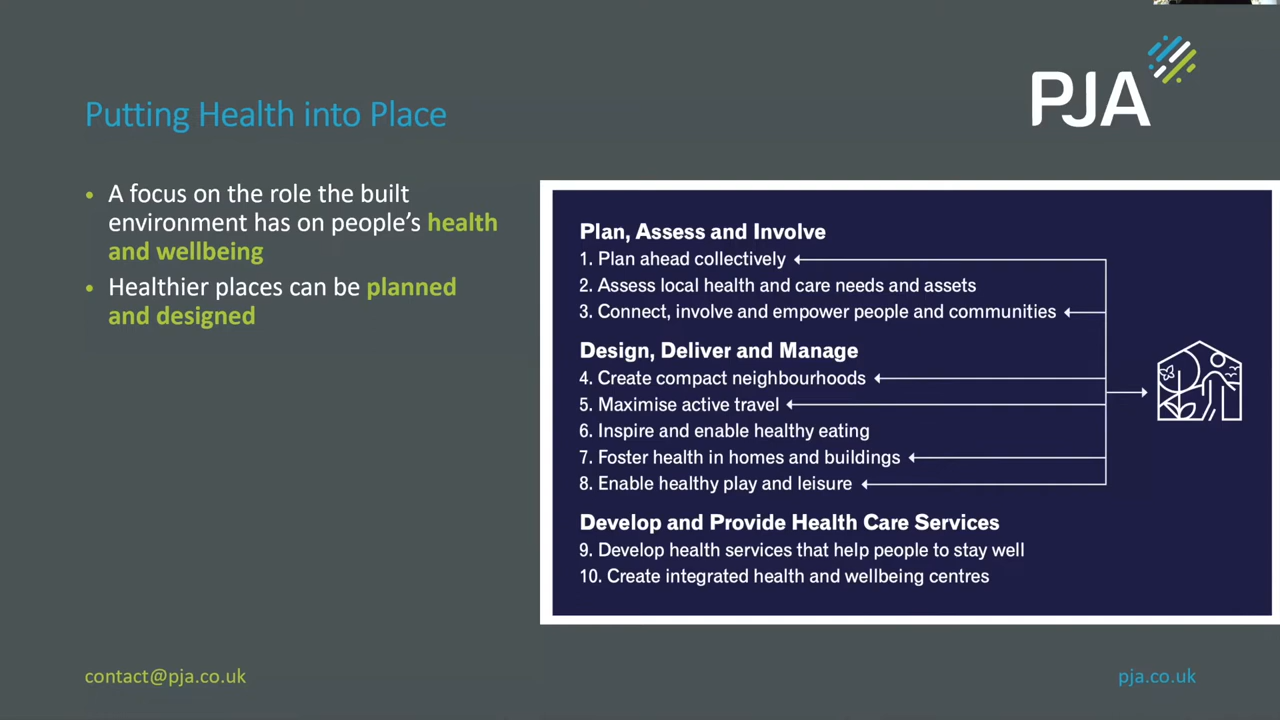 PJA
Putting Health into Place
• A focus on the role the built
environment has on people's health
and wellbeing
• Healthier places can be planned
and designed
Plan, Assess and Involve
1. Plan ahead collectively
2. Assess local health and care needs and assets
3. Connect, involve and empower people and communities
Design, Deliver and Manage
4. Create compact neighbourhoods
5. Maximise active travel
6. Inspire and enable healthy eating
7. Foster health in homes and buildings
8. Enable healthy play and leisure
Develop and Provide Health Care Services
9. Develop health services that help people to stay well
10. Create integrated health and wellbeing centres
contact@pja.co.uk
pja.co.uk